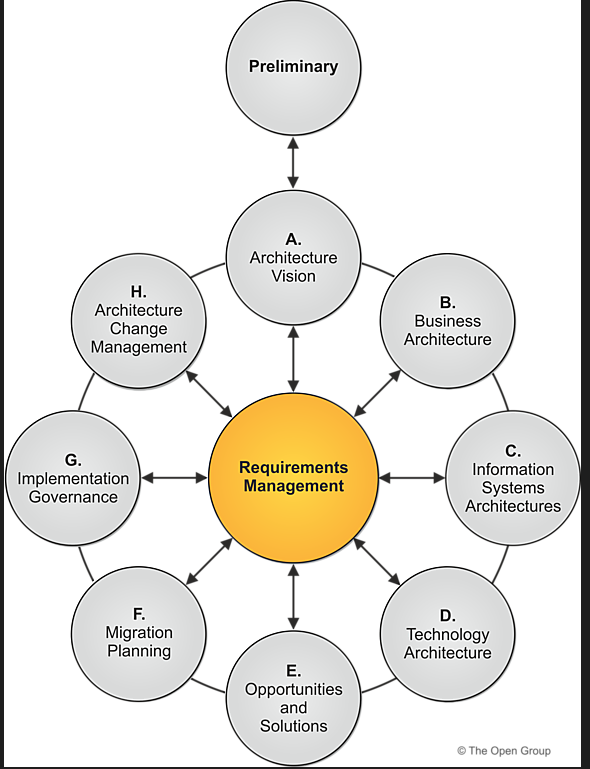 Preliminary
A.
Architecture
Vision
B.
Business
Architecture
C.
Information
Systems
Architectures
D.
Technology
Architecture
E.
Opportunities
and
Solutions
F.
Migration
Planning
G.
Implementation
Governance
H.
Architecture
Change
Management
Requirements
Management
© The Open Group